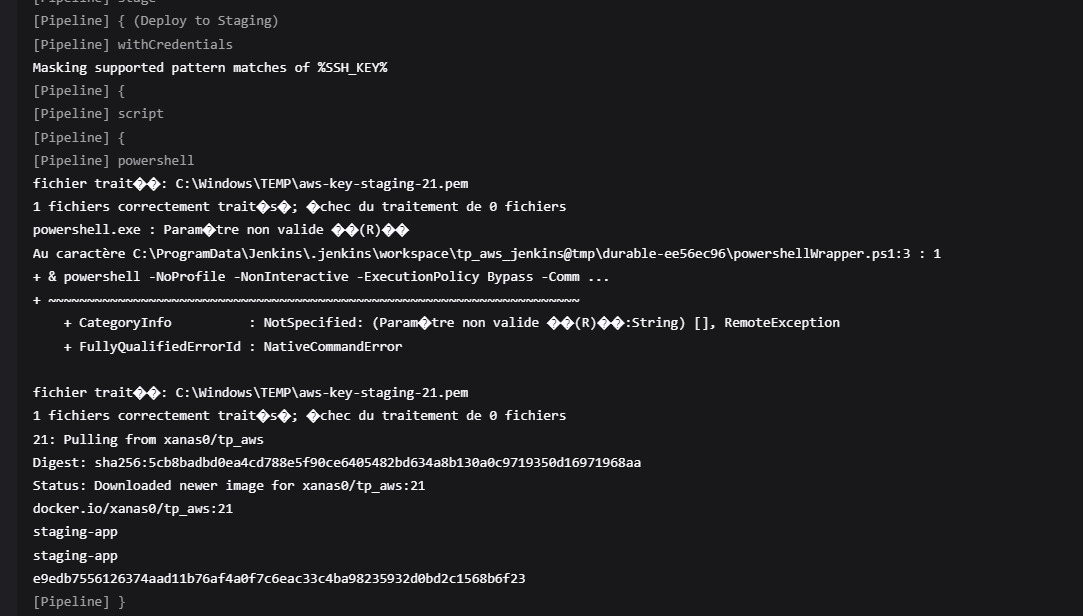 [Pipeline] stage
[Pipeline] { (Deploy to Staging)
[Pipeline] withCredentials
Masking supported pattern matches of %SSH_KEY%
[Pipeline] {
[Pipeline] script
[Pipeline] {
[Pipeline] powershell
fichier trait��: C:\Windows\TEMP\aws-key-staging-21.pem
1 fichiers correctement trait�s�; �chec du traitement de 0 fichiers
powershell.exe : Param�tre non valide ��(R)��
Au caractère C:\ProgramData\Jenkins\.jenkins\workspace\tp_aws_jenkins@tmp\durable-ee56ec96\powershellWrapper.ps1:3 : 1
+ & powershell -NoProfile -NonInteractive -ExecutionPolicy Bypass -Comm ...
+ ~~~~~~~~~~~~~~~~~~~~~~~~~~~~~~~~~~~~~~~~~~~~~~~~~~~~~~~~~~~~~~~~~~~~~
+ CategoryInfo : NotSpecified: (Param�tre non valide ��(R)��:String) [], RemoteException
+ FullyQualifiedErrorId : NativeCommandError
fichier trait��: C:\Windows\TEMP\aws-key-staging-21.pem
1 fichiers correctement trait�s�; �chec du traitement de 0 fichiers
21: Pulling from xanas0/tp_aws
Digest: sha256:5cb8badbd0ea4cd788e5f90ce6405482bd634a8b130a0c9719350d16971968aa
Status: Downloaded newer image for xanas0/tp_aws:21
docker.io/xanas0/tp_aws:21
staging-app
staging-app
e9edb7556126374aad11b76af4a0f7c6eac33c4ba98235932d0bd2c1568b6f23
[Pipeline] }